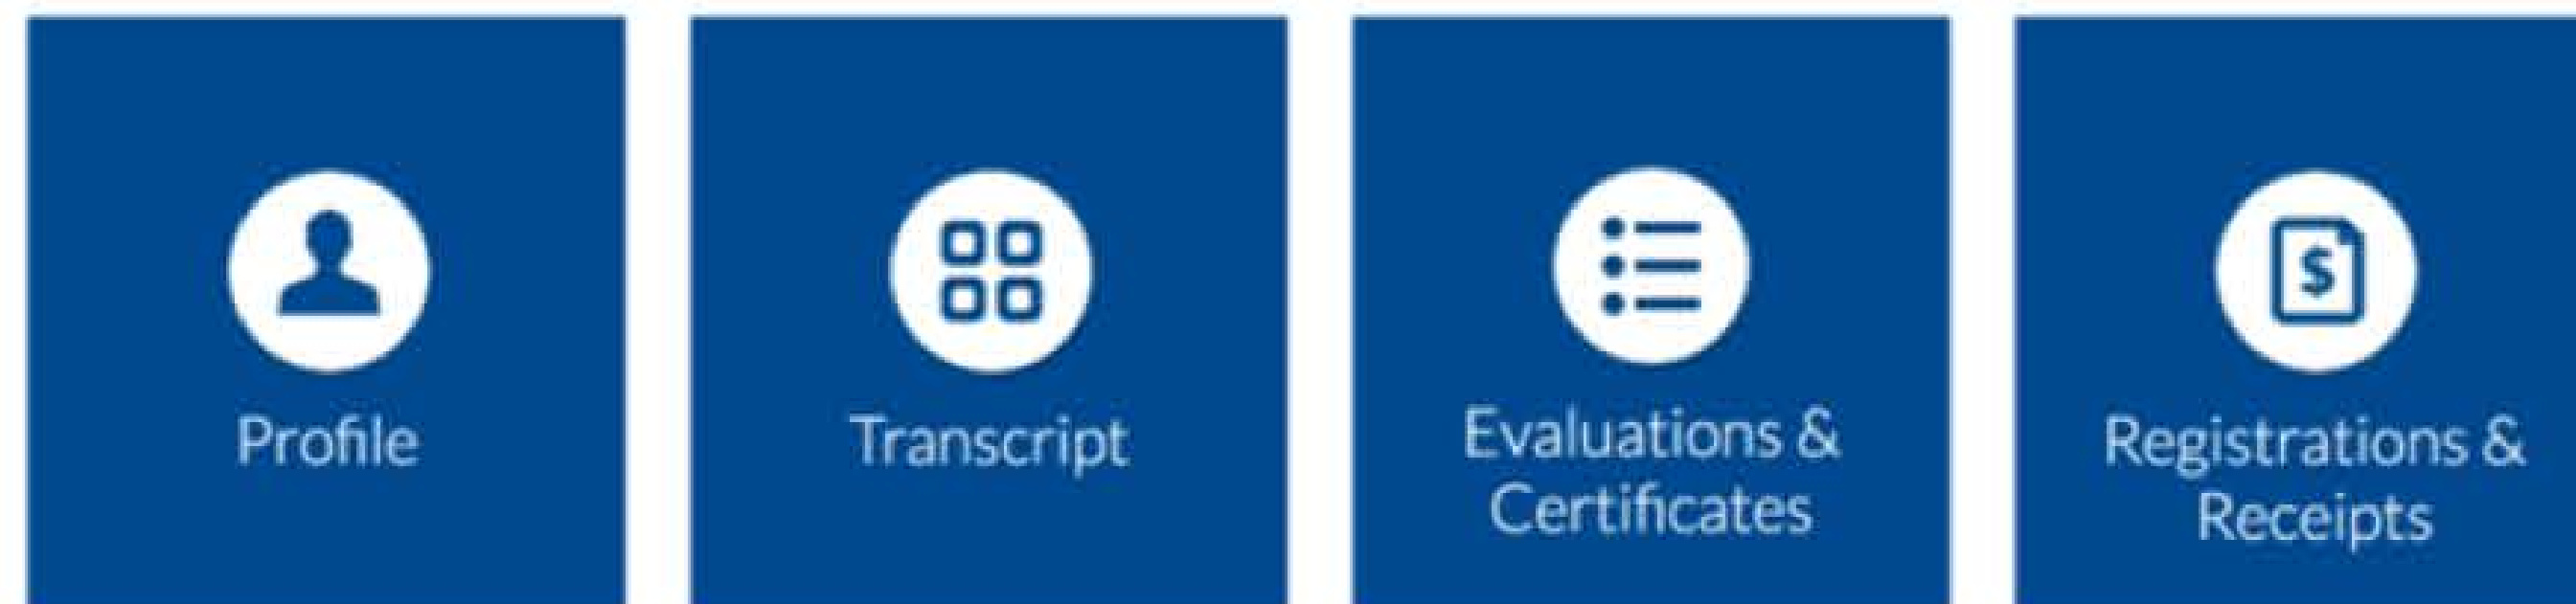 Profile
Transcript
Evaluations &
Certificates
Registrations &
Receipts